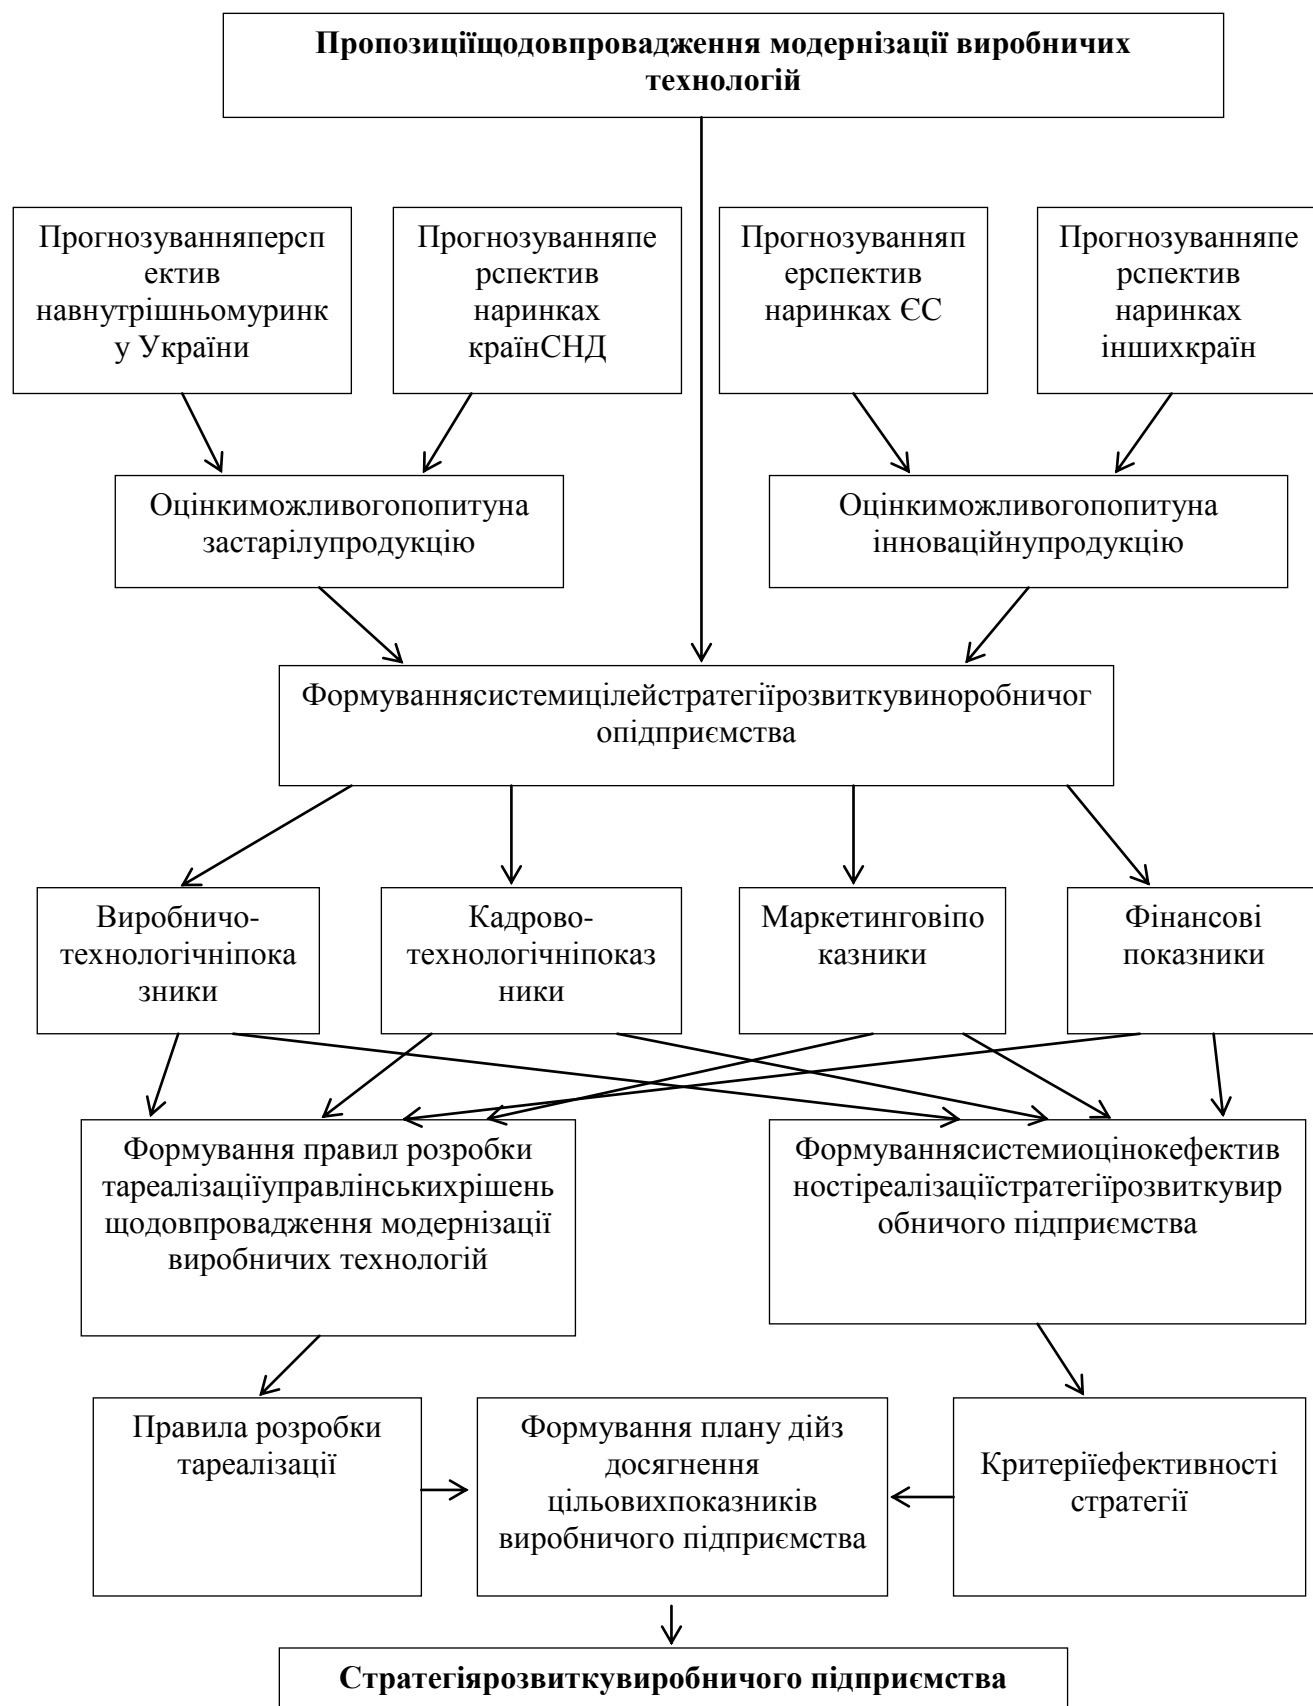 Пропозиціїщодовпровадження модернізації виробничих
технологій
Прогнозуванняперсп
ектив
навнутрішньомуринк
у України
Прогнозуванняпе
рспектив
наринках
країнСНД
Прогнозуванняп
ерспектив
наринках ЄС
Прогнозуванняпе
рспектив
наринках
іншихкраїн
Оцінкиможливогопопитуна
застарілупродукцію
Оцінкиможливогопопитуна
інноваційнупродукцію
Формуваннясистемицілейстратегіїрозвиткувиноробничог
опідприємства
Виробничо-
технологічніпока
зники
Кадрово-
технологічніпоказ
ники
Маркетинговіпо
казники
Фінансові
показники
Формування правил розробки
тареалізаціїуправлінськихрішень
щодовпровадження модернізації
виробничих технологій
Формуваннясистемиоцінокефектив
ностіреалізаціїстратегіїрозвиткувир
обничого підприємства
Правила розробки
тареалізації
Формування плану дійз
досягнення
цільовихпоказників
виробничого підприємства
Критеріїефективності
стратегії
Стратегіярозвиткувиробничого підприємства